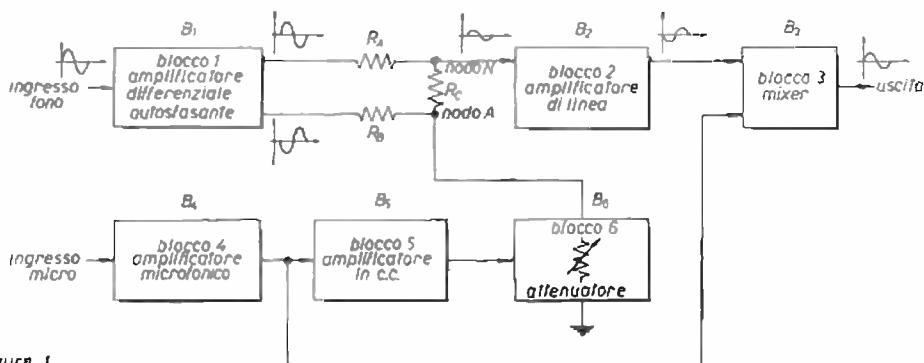 B1
B2
B3
RA
ingresso
fono
blocco 1
amplificatore
differenziale
autosfasante
nodo N
RC
nodo A
RB
blocco 2
amplificatore
di linea
blocco 3
mixer
uscita
B4
B5
B6
ingresso
micro
blocco 4
amplificatore
microfonico
blocco 5
amplificatore
in c.c.
blocco 6
attenuatore